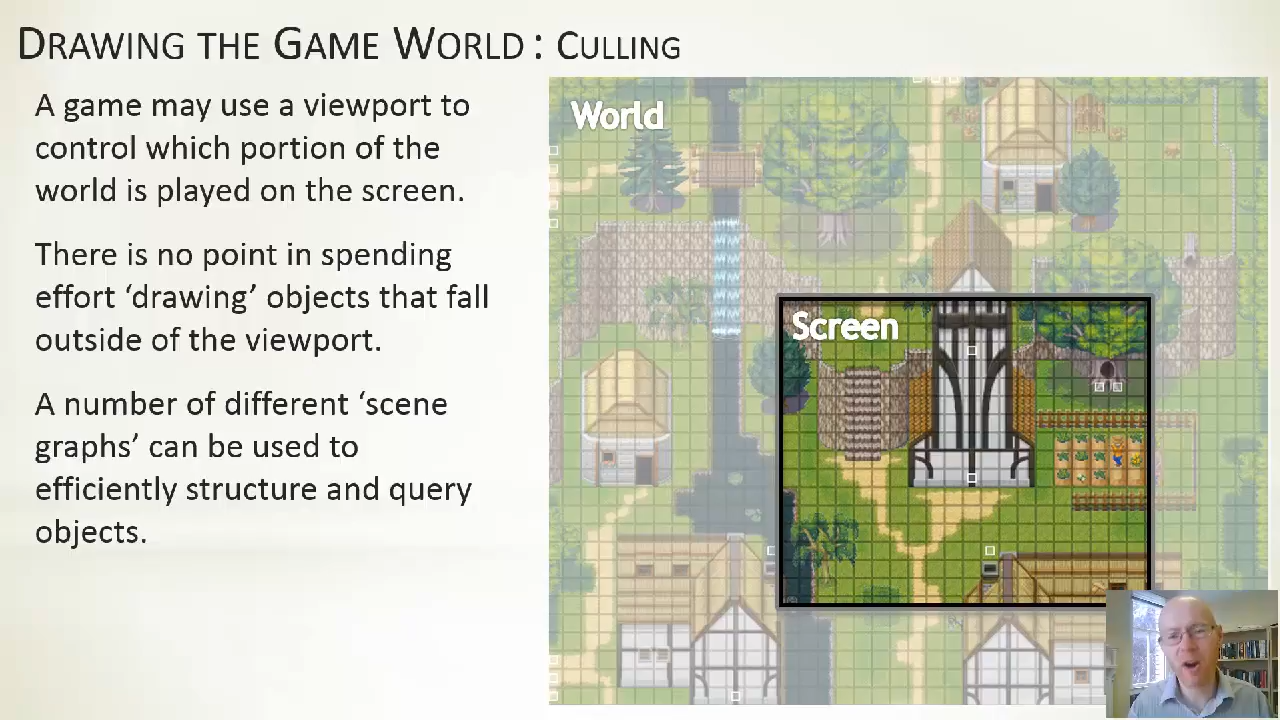 DRAWING THE GAME WORLD : CULLING
A game may use a viewport to
control which portion of the
world is played on the screen.
There is no point in spending
effort ‘drawing’ objects that fall
outside of the viewport.
A number of different ‘scene
graphs’ can be used to
efficiently structure and query
objects.
World
Screen